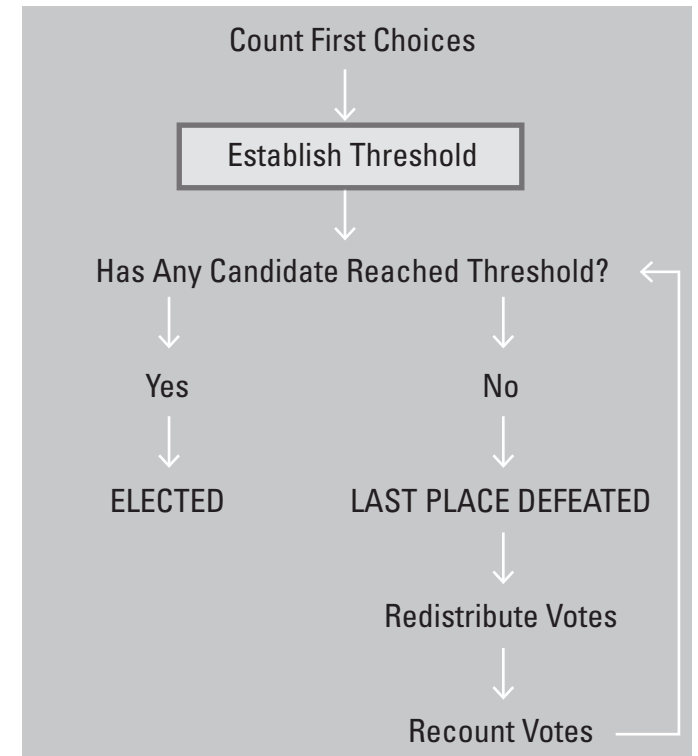 Count First Choices
Establish Threshold
Has Any Candidate Reached Threshold?
Yes
No
ELECTED
LAST PLACE DEFEATED
Redistribute Votes
Recount Votes